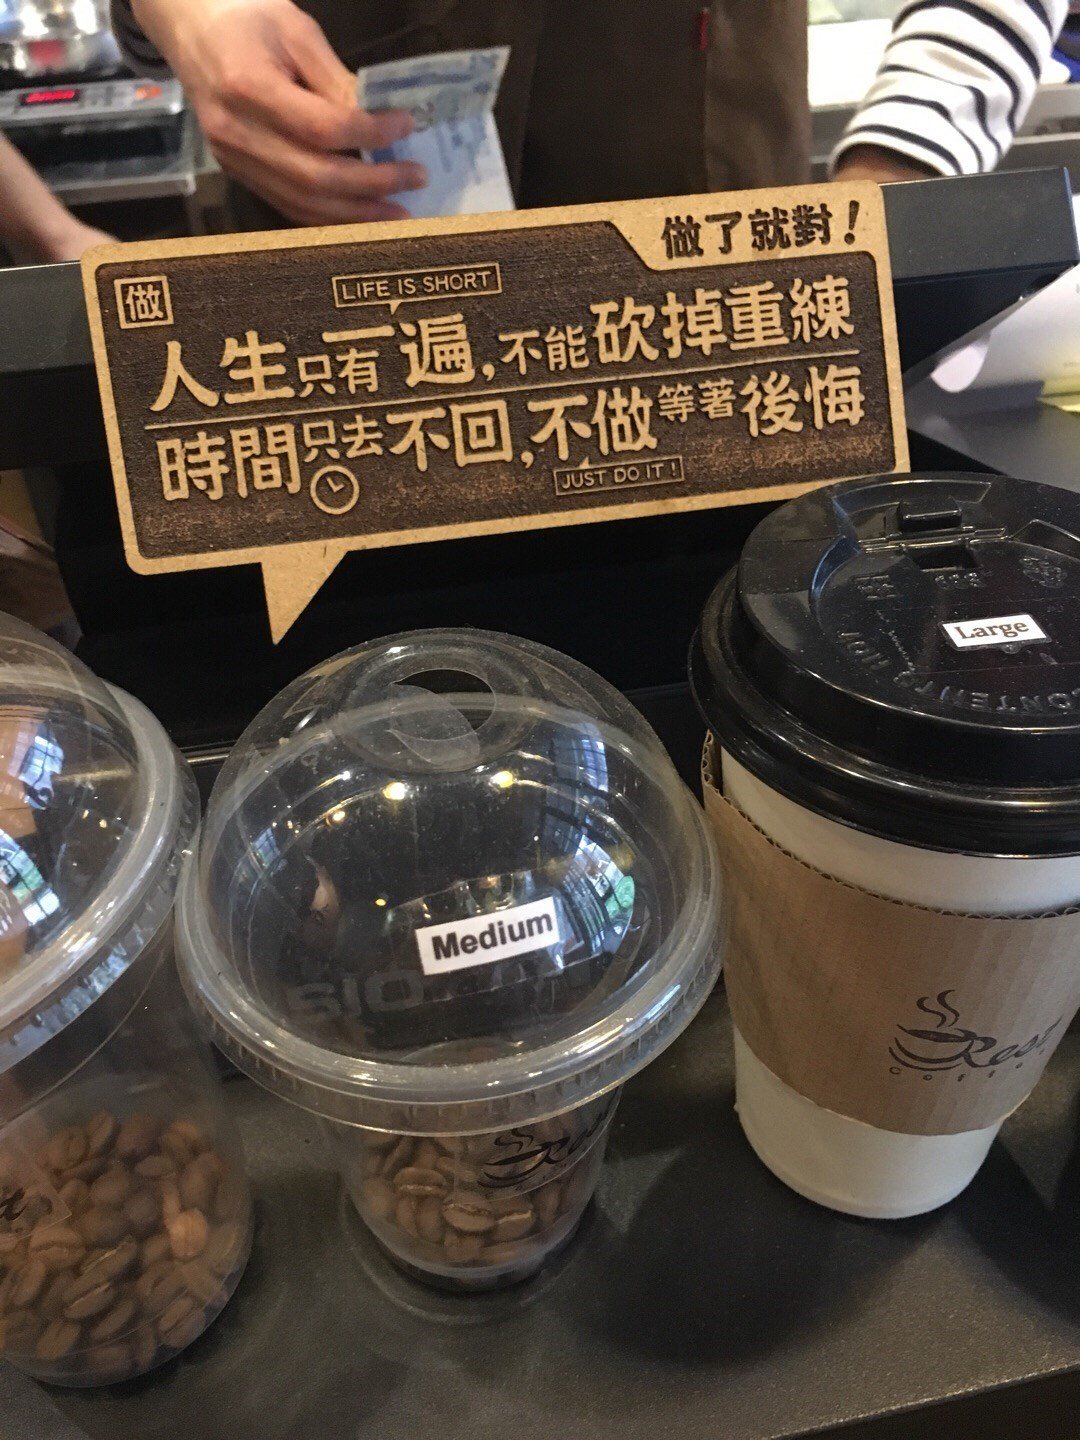 做了就對！
做
LIFE IS SHORT
人生只有一遍，不能砍掉重練
時間只去不回，不做等著後悔
JUST DO IT !
Large
Medium